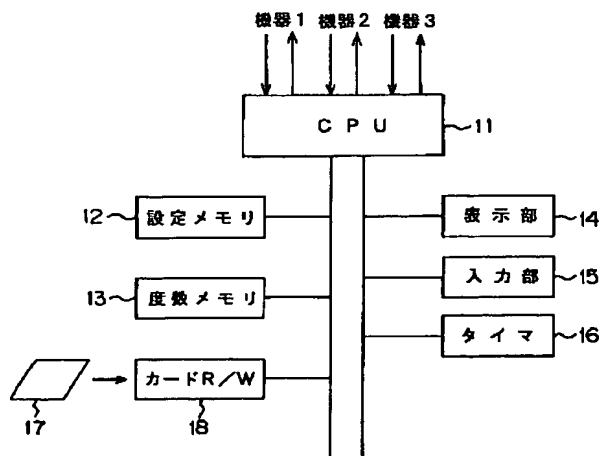 機器1 機器2 機器3
CPU
11
12
設定メモリ
表示部
14
13
度数メモリ
入力部
15
タイマ
16
カードR/W
17
18